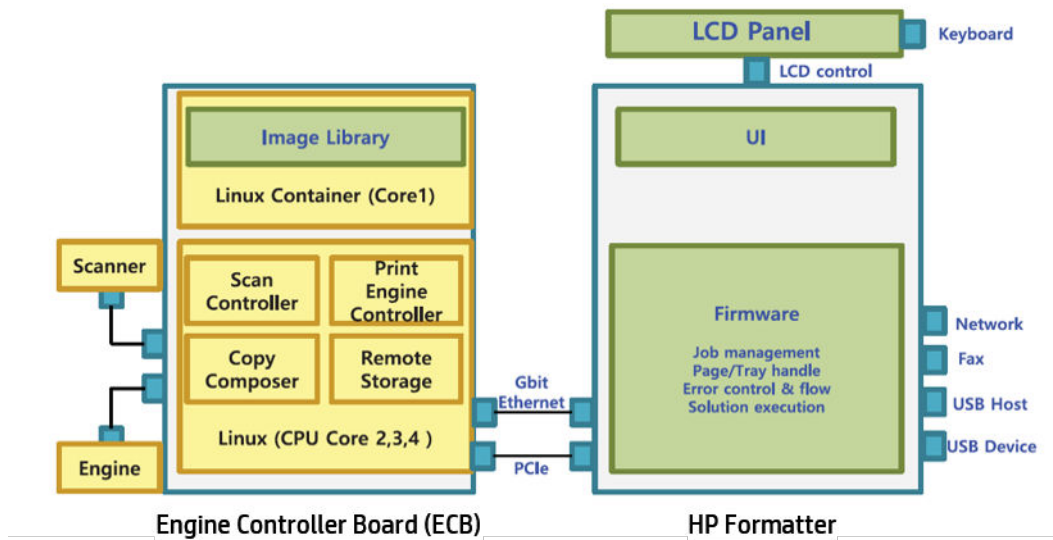 LCD Panel
Keyboard
LCD control
Image Library
Linux Container (Core1)
UI
Scanner
Scan
Controller
Print
Engine
Controller
Copy
Composer
Remote
Storage
Linux (CPU Core 2,3,4 )
Engine
Gbit
Ethernet
PCIe
Firmware
Job management
Page/Tray handle
Error control & flow
Solution execution
Network
Fax
USB Host
USB Device
Engine Controller Board (ECB)
HP Formatter